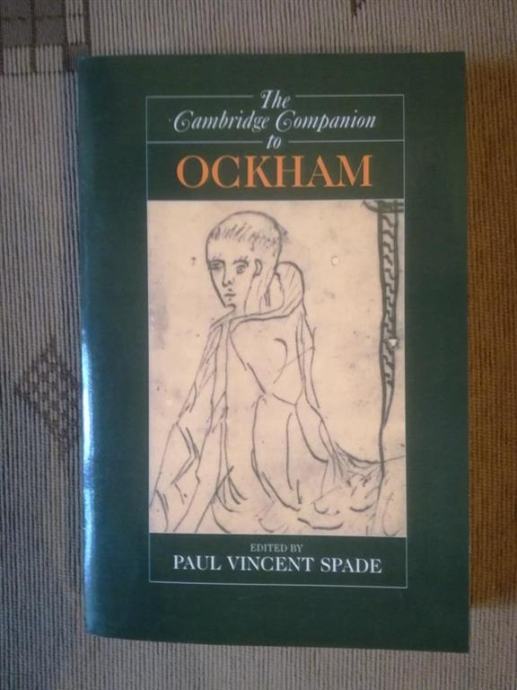 The
Cambridge Companion
to
OCKHAM
EDITED BY
PAUL VINCENT SPADE